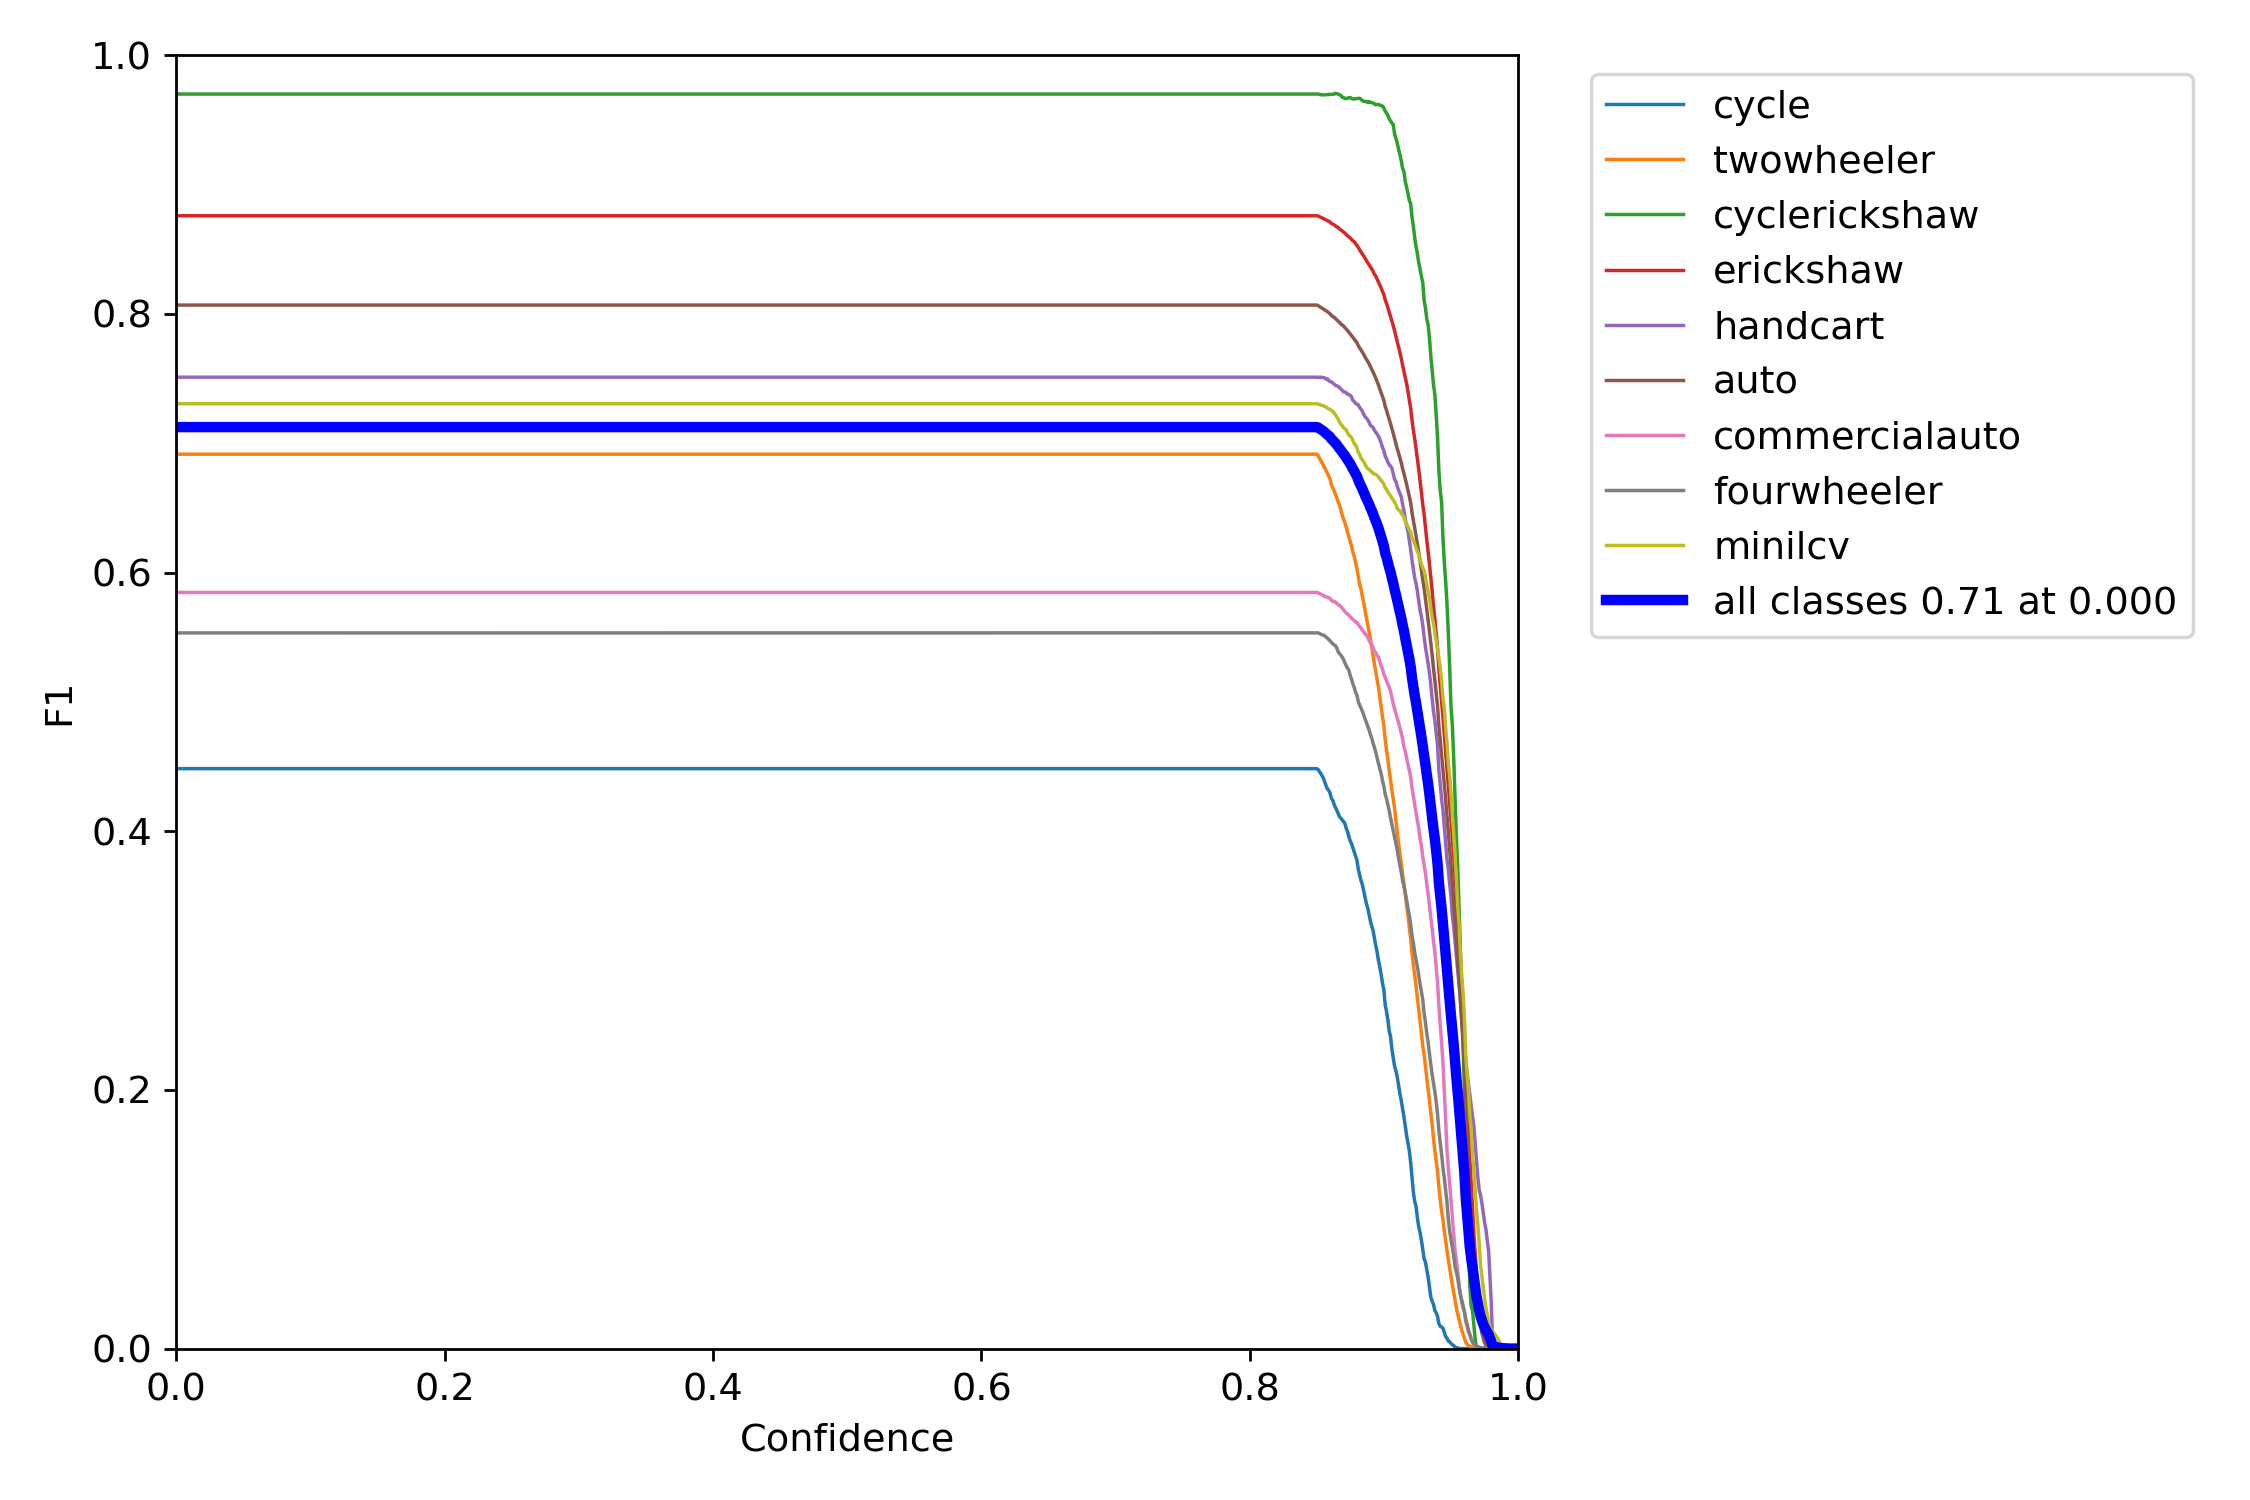 1.0
0.8
0.6
0.4
0.2
0.0
F1
0.0 0.2 0.4 0.6 0.8 1.0
Confidence
cycle
twowheeler
cyclerickshaw
erickshaw
handcart
auto
commercialauto
fourwheeler
minilcv
all classes 0.71 at 0.000